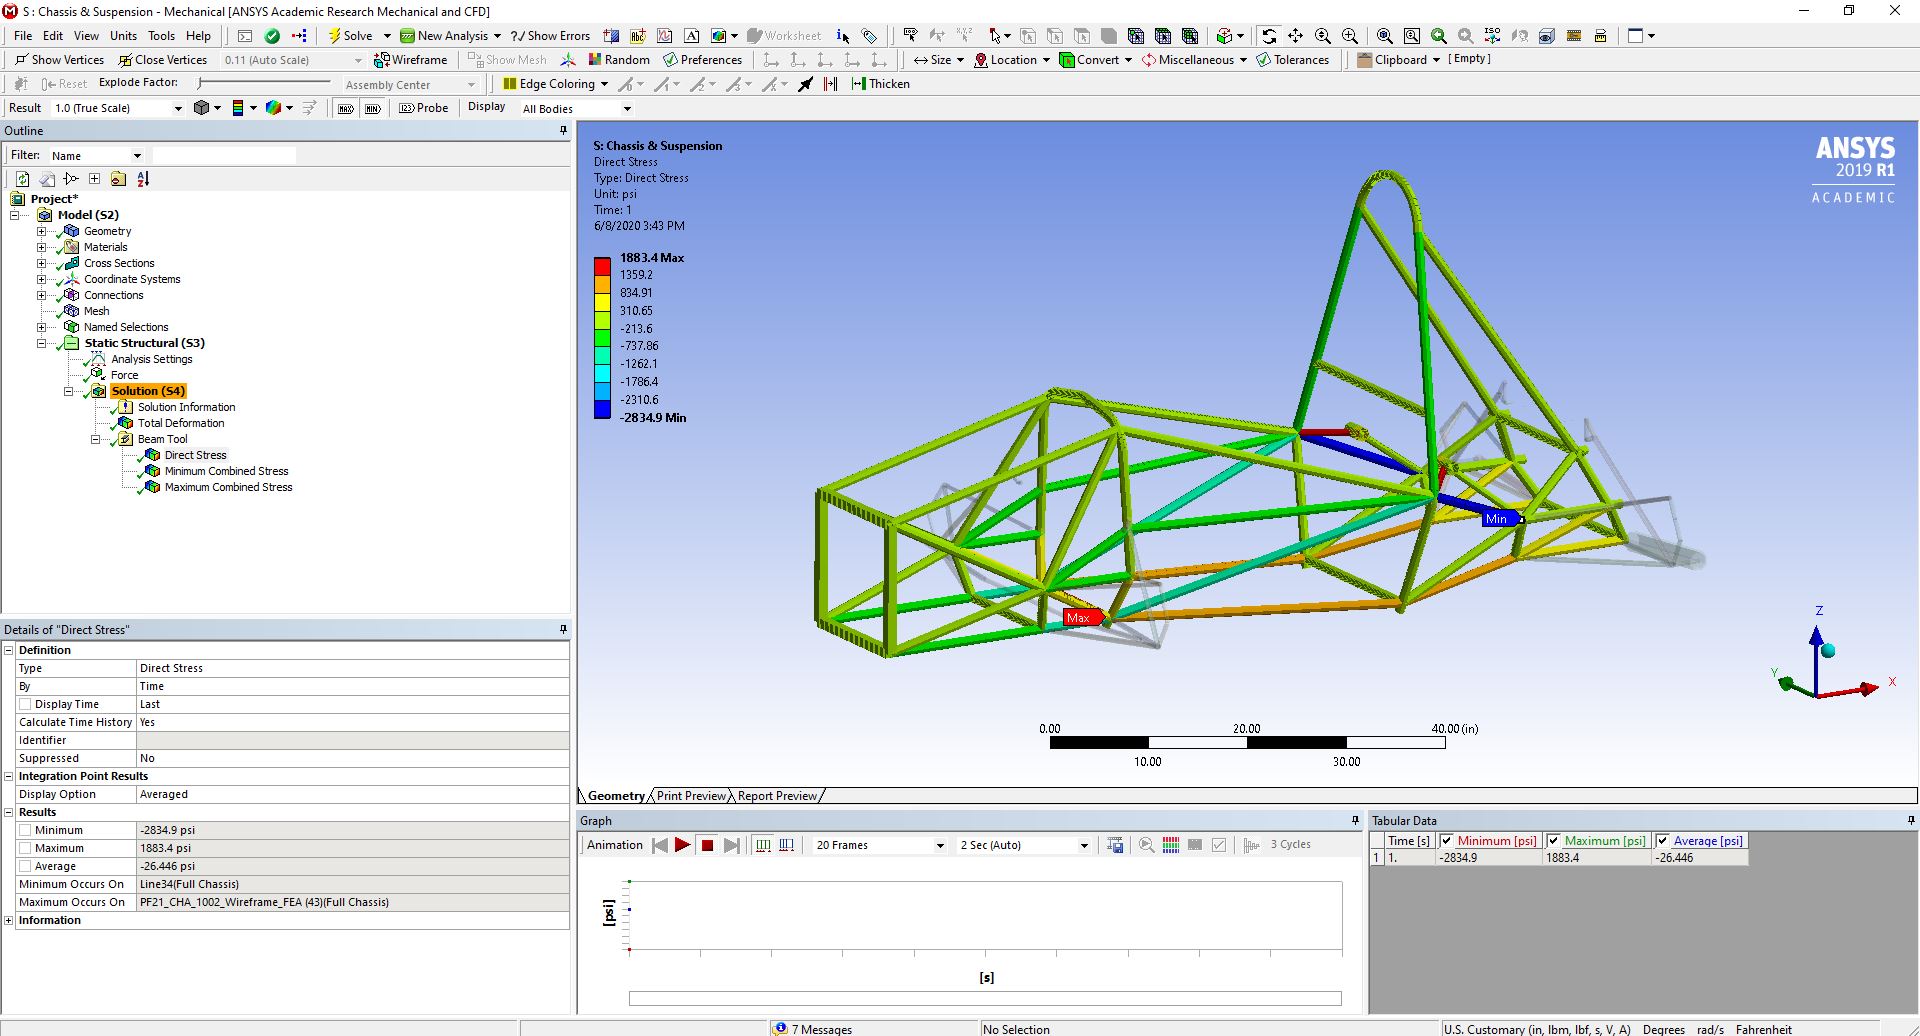 S : Chassis & Suspension - Mechanical [ANSYS Academic Research Mechanical and CFD]
File Edit View Units Tools Help Solve New Analysis ?/ Show Errors Worksheet
Show Vertices Close Vertices 0.11 (Auto Scale) Wireframe Show Mesh Random Preferences Size Location Convert Miscellaneous Tolerances Clipboard [ Empty ]
Reset Explode Factor: Assembly Center Edge Coloring Thicken
Result 1.0 (True Scale) MAX MIN Probe Display All Bodies
Outline
Filter: Name
Project*
Model (S2)
Geometry
Materials
Cross Sections
Coordinate Systems
Connections
Mesh
Named Selections
Static Structural (S3)
Analysis Settings
Force
Solution (S4)
Solution Information
Total Deformation
Beam Tool
Direct Stress
Minimum Combined Stress
Maximum Combined Stress
Details of "Direct Stress"
Definition
Type Direct Stress
By Time
Display Time Last
Calculate Time History Yes
Identifier
Suppressed No
Integration Point Results
Display Option Averaged
Results
Minimum -2834.9 psi
Maximum 1883.4 psi
Average -26.446 psi
Minimum Occurs On Line34(Full Chassis)
Maximum Occurs On PF21_CHA_1002_Wireframe_FEA (43)(Full Chassis)
Information
S: Chassis & Suspension
Direct Stress
Type: Direct Stress
Unit: psi
Time: 1
6/8/2020 3:43 PM
1883.4 Max
1359.2
834.91
310.65
-213.6
-737.86
-1262.1
-1786.4
-2310.6
-2834.9 Min
ANSYS
2019 R1
ACADEMIC
Min
Max
Z
Y
X
0.00 20.00 40.00 (in)
10.00 30.00
Geometry Print Preview Report Preview
Graph
Animation 20 Frames 2 Sec (Auto) 3 Cycles
[psi]
[s]
Tabular Data
Time [s] Minimum [psi] Maximum [psi] Average [psi]
1 1. -2834.9 1883.4 -26.446
7 Messages No Selection U.S. Customary (in, lbm, lbf, s, V, A) Degrees rad/s Fahrenheit